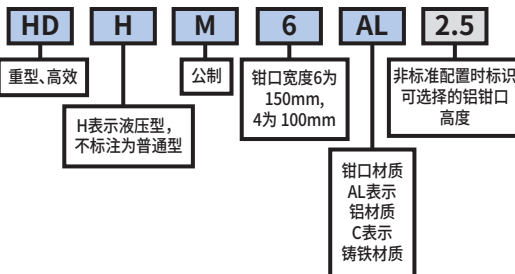 HD H M 6 AL 2.5
重型、高效
H表示液压型，
不标注为普通型
公制
钳口宽度6为
150mm,
4为 100mm
钳口材质
AL表示
铝材质
C表示
铸铁材质
非标准配置时标识
可选择的铝钳口
高度